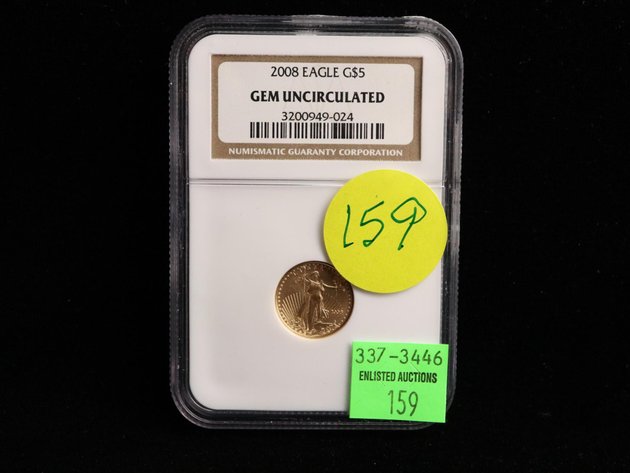 2008 EAGLE G$5
GEM UNCIRCULATED
3200949-024
NUMISMATIC GUARANTY CORPORATION
159
337-3446
ENLISTED AUCTIONS
159